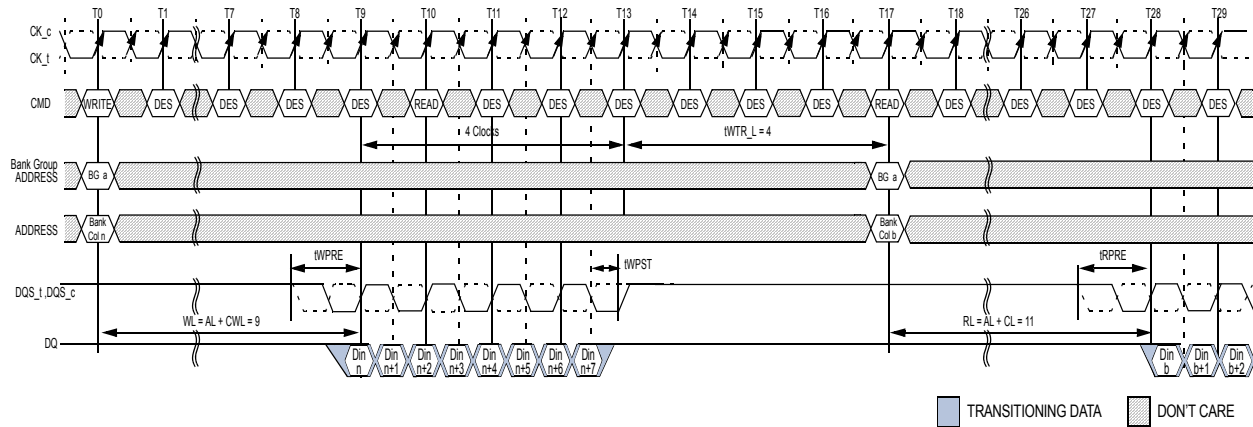 T0 T1 T7 T8 T9 T10 T11 T12 T13 T14 T15 T16 T17 T18 T26 T27 T28 T29
CK_c
CK_t
CMD WRITE DES DES DES DES READ DES DES DES DES DES DES READ DES DES DES DES DES
4 Clocks tWTR_L = 4
Bank Group
ADDRESS BG a BG a
ADDRESS Bank
Col n Bank
Col b
tWPRE tWPST tRPRE
DQS_t ,DQS_c
WL = AL + CWL = 9 RL = AL + CL = 11
DQ
Din Din Din Din Din Din Din Din Din Din Din
n n+1 n+2 n+3 n+4 n+5 n+6 n+7 b b+1 b+2
TRANSITIONING DATA DON'T CARE